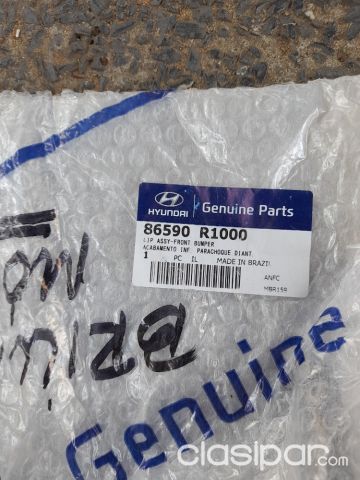 HYUNDAI Genuine Parts
86590 R1000
LIP ASSY-FRONT BUMPER
ACABAMENTO INF. PARACHOQUE DIANT.
1 PC IL MADE IN BRAZIL
ANFC
MBR15A
Genuine
clasipar.com